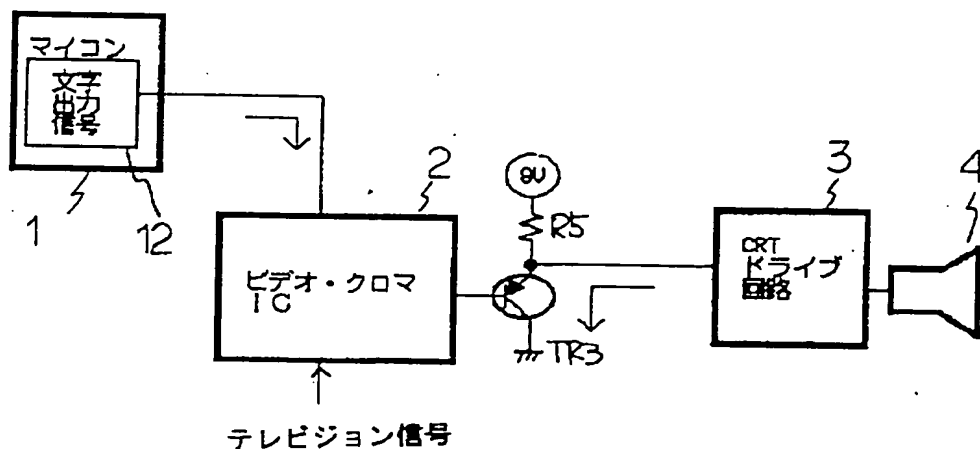 マイコン
文字
出力
信号
1
12
2
ビデオ・クロマ
IC
テレビジョン信号
9V
R5
TR3
3
CRT
ドライブ
回路
4